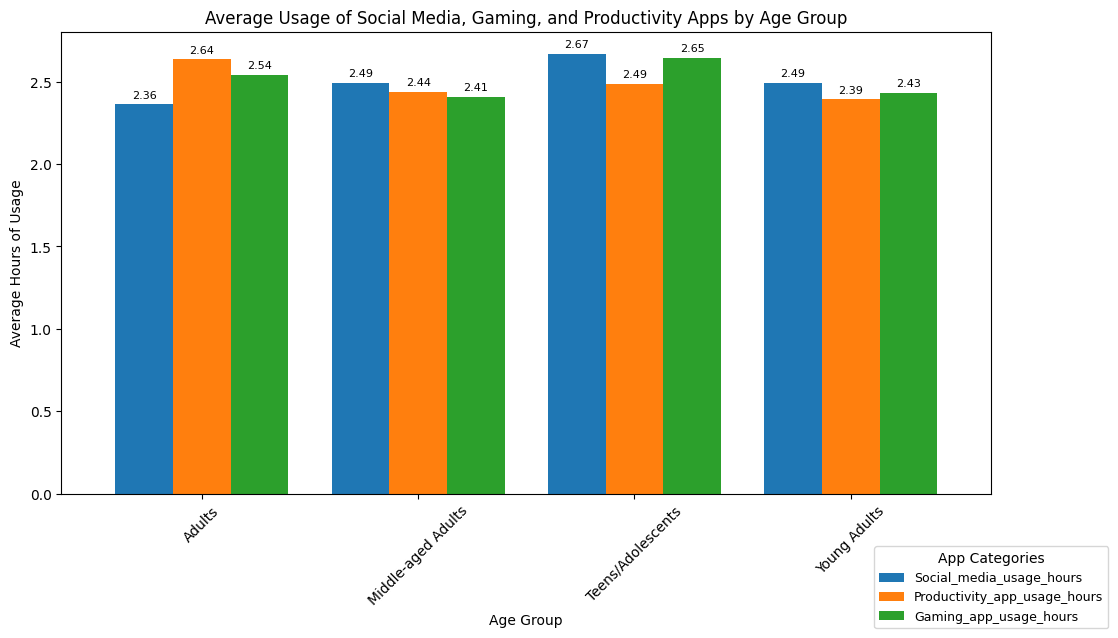 Average Usage of Social Media, Gaming, and Productivity Apps by Age Group
Average Hours of Usage
2.5
2.0
1.5
1.0
0.5
0.0
2.36
2.64
2.54
2.49
2.44
2.41
2.67
2.49
2.65
2.49
2.39
2.43
Adults
Middle-aged Adults
Teens/Adolescents
Young Adults
Age Group
App Categories
Social_media_usage_hours
Productivity_app_usage_hours
Gaming_app_usage_hours